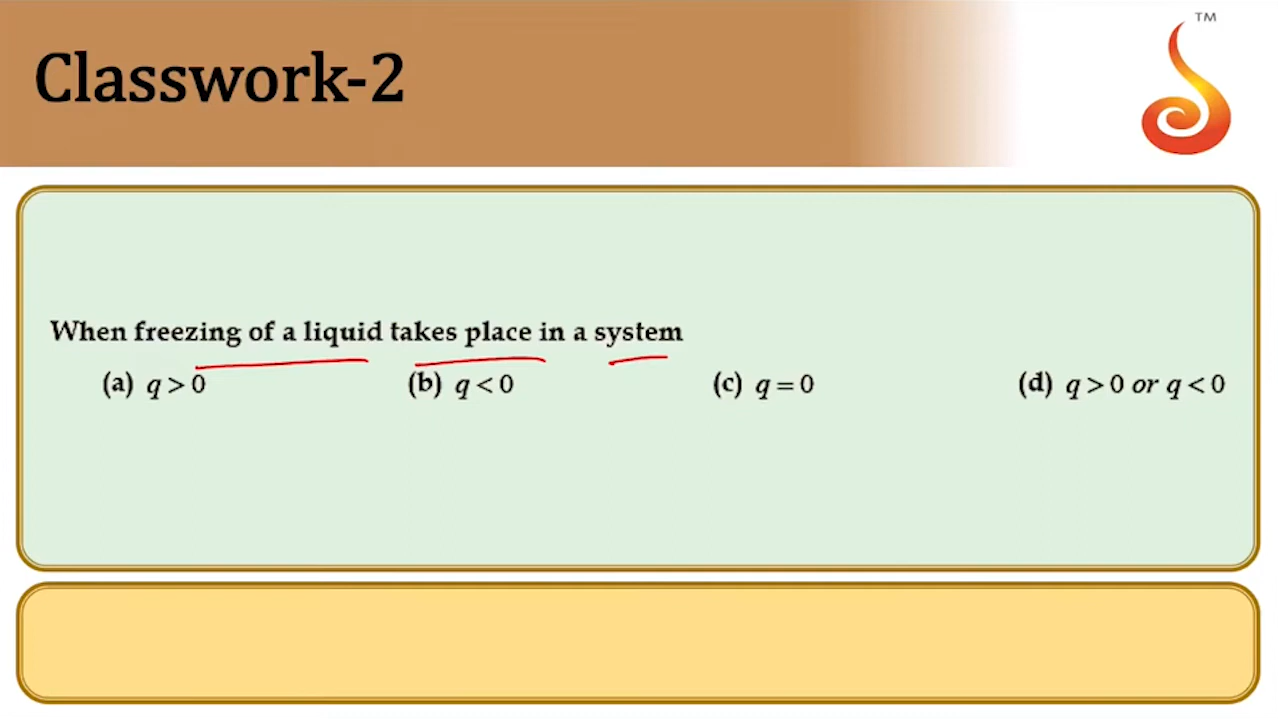 TM
Classwork-2
When freezing of a liquid takes place in a system
(a) q > 0 (b) q < 0 (c) q = 0 (d) q > 0 or q < 0